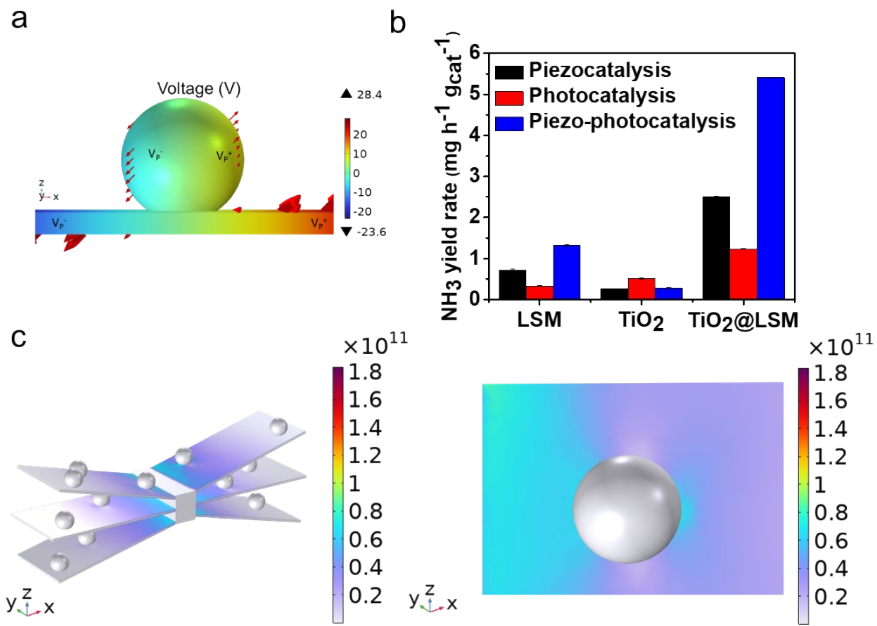 a
Voltage (V)
▲ 28.4
20
10
0
-10
-20
▼ -23.6
Vp-
Vp+
z
y x
Vp-
Vp+
b
NH3 yield rate (mg h-1 gcat-1)
6
5
4
3
2
1
0
Piezocatalysis
Photocatalysis
Piezo-photocatalysis
LSM TiO2 TiO2@LSM
c
×10^11
1.8
1.6
1.4
1.2
1
0.8
0.6
0.4
0.2
y z x
×10^11
1.8
1.6
1.4
1.2
1
0.8
0.6
0.4
0.2
y z x